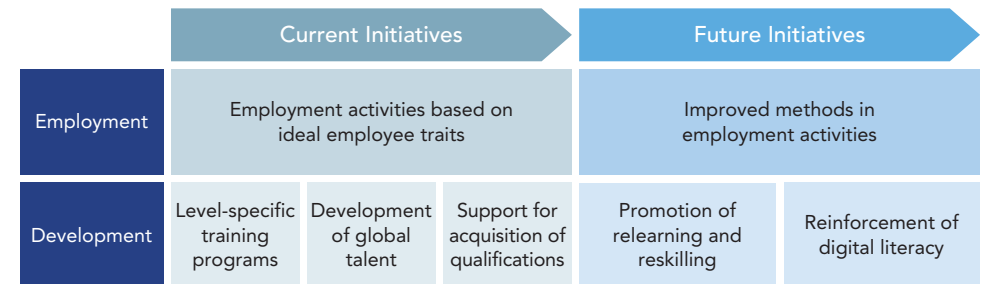 Current Initiatives
Future Initiatives
Employment
Employment activities based on
ideal employee traits
Improved methods in
employment activities
Development
Level-specific
training
programs
Development
of global
talent
Support for
acquisition of
qualifications
Promotion of
relearning and
reskilling
Reinforcement of
digital literacy